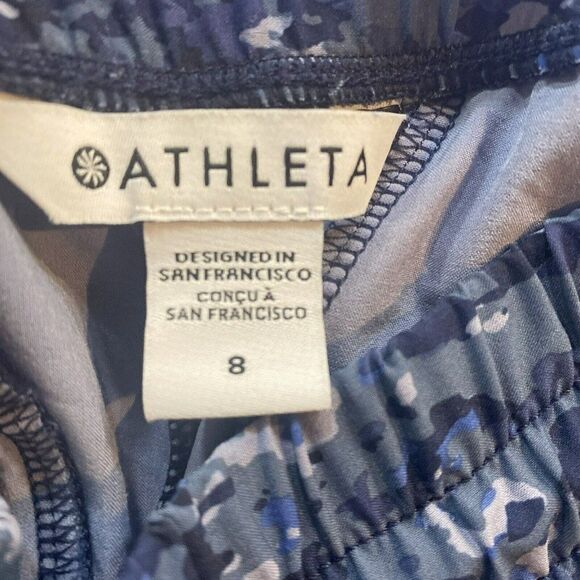 ATHLETA
DESIGNED IN
SAN FRANCISCO
CONÇU À
SAN FRANCISCO
8